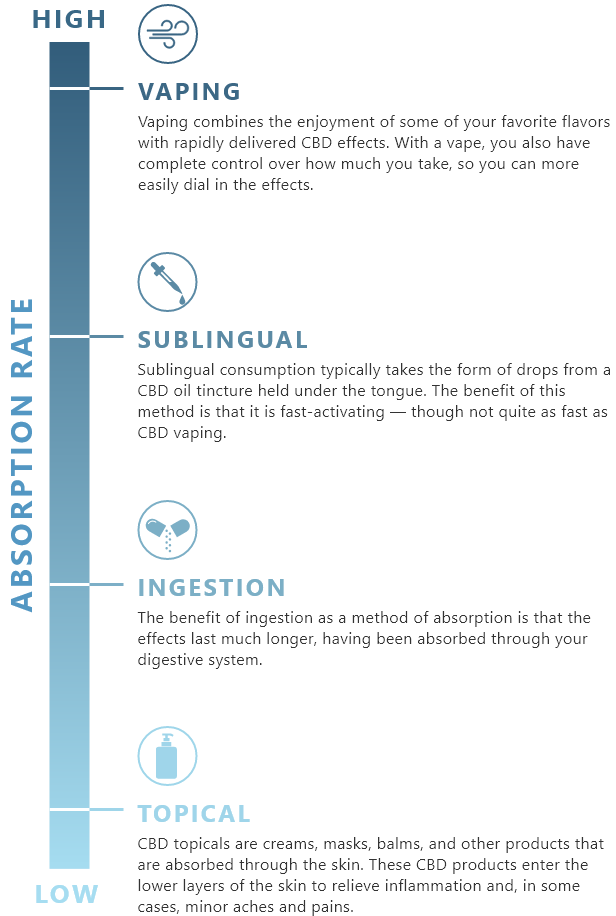 HIGH
VAPING
Vaping combines the enjoyment of some of your favorite flavors
with rapidly delivered CBD effects. With a vape, you also have
complete control over how much you take, so you can more
easily dial in the effects.
ABSORPTION RATE
SUBLINGUAL
Sublingual consumption typically takes the form of drops from a
CBD oil tincture held under the tongue. The benefit of this
method is that it is fast-activating — though not quite as fast as
CBD vaping.
INGESTION
The benefit of ingestion as a method of absorption is that the
effects last much longer, having been absorbed through your
digestive system.
TOPICAL
CBD topicals are creams, masks, balms, and other products that
are absorbed through the skin. These CBD products enter the
lower layers of the skin to relieve inflammation and, in some
cases, minor aches and pains.
LOW